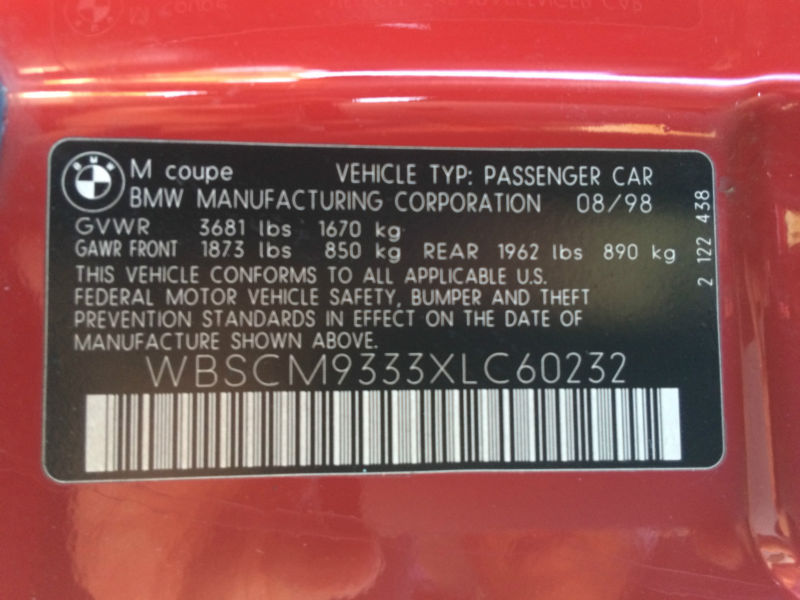 M coupe VEHICLE TYP: PASSENGER CAR
BMW MANUFACTURING CORPORATION 08/98
GVWR 3681 lbs 1670 kg
GAWR FRONT 1873 lbs 850 kg REAR 1962 lbs 890 kg
THIS VEHICLE CONFORMS TO ALL APPLICABLE U.S.
FEDERAL MOTOR VEHICLE SAFETY, BUMPER AND THEFT
PREVENTION STANDARDS IN EFFECT ON THE DATE OF
MANUFACTURE SHOWN ABOVE.
WBSCM9333XLC60232
2 122 438
BMW